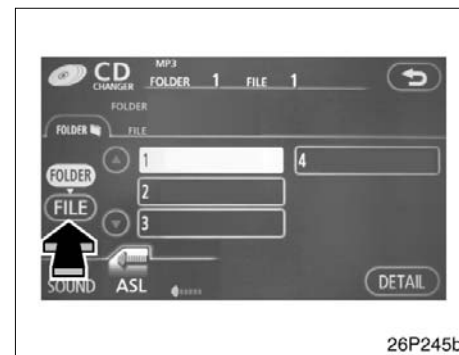 CD CHANGER
MP3
FOLDER 1 FILE 1
FOLDER
FOLDER FILE
1 4
FOLDER 2
FILE
3
SOUND ASL
DETAIL
26P245b